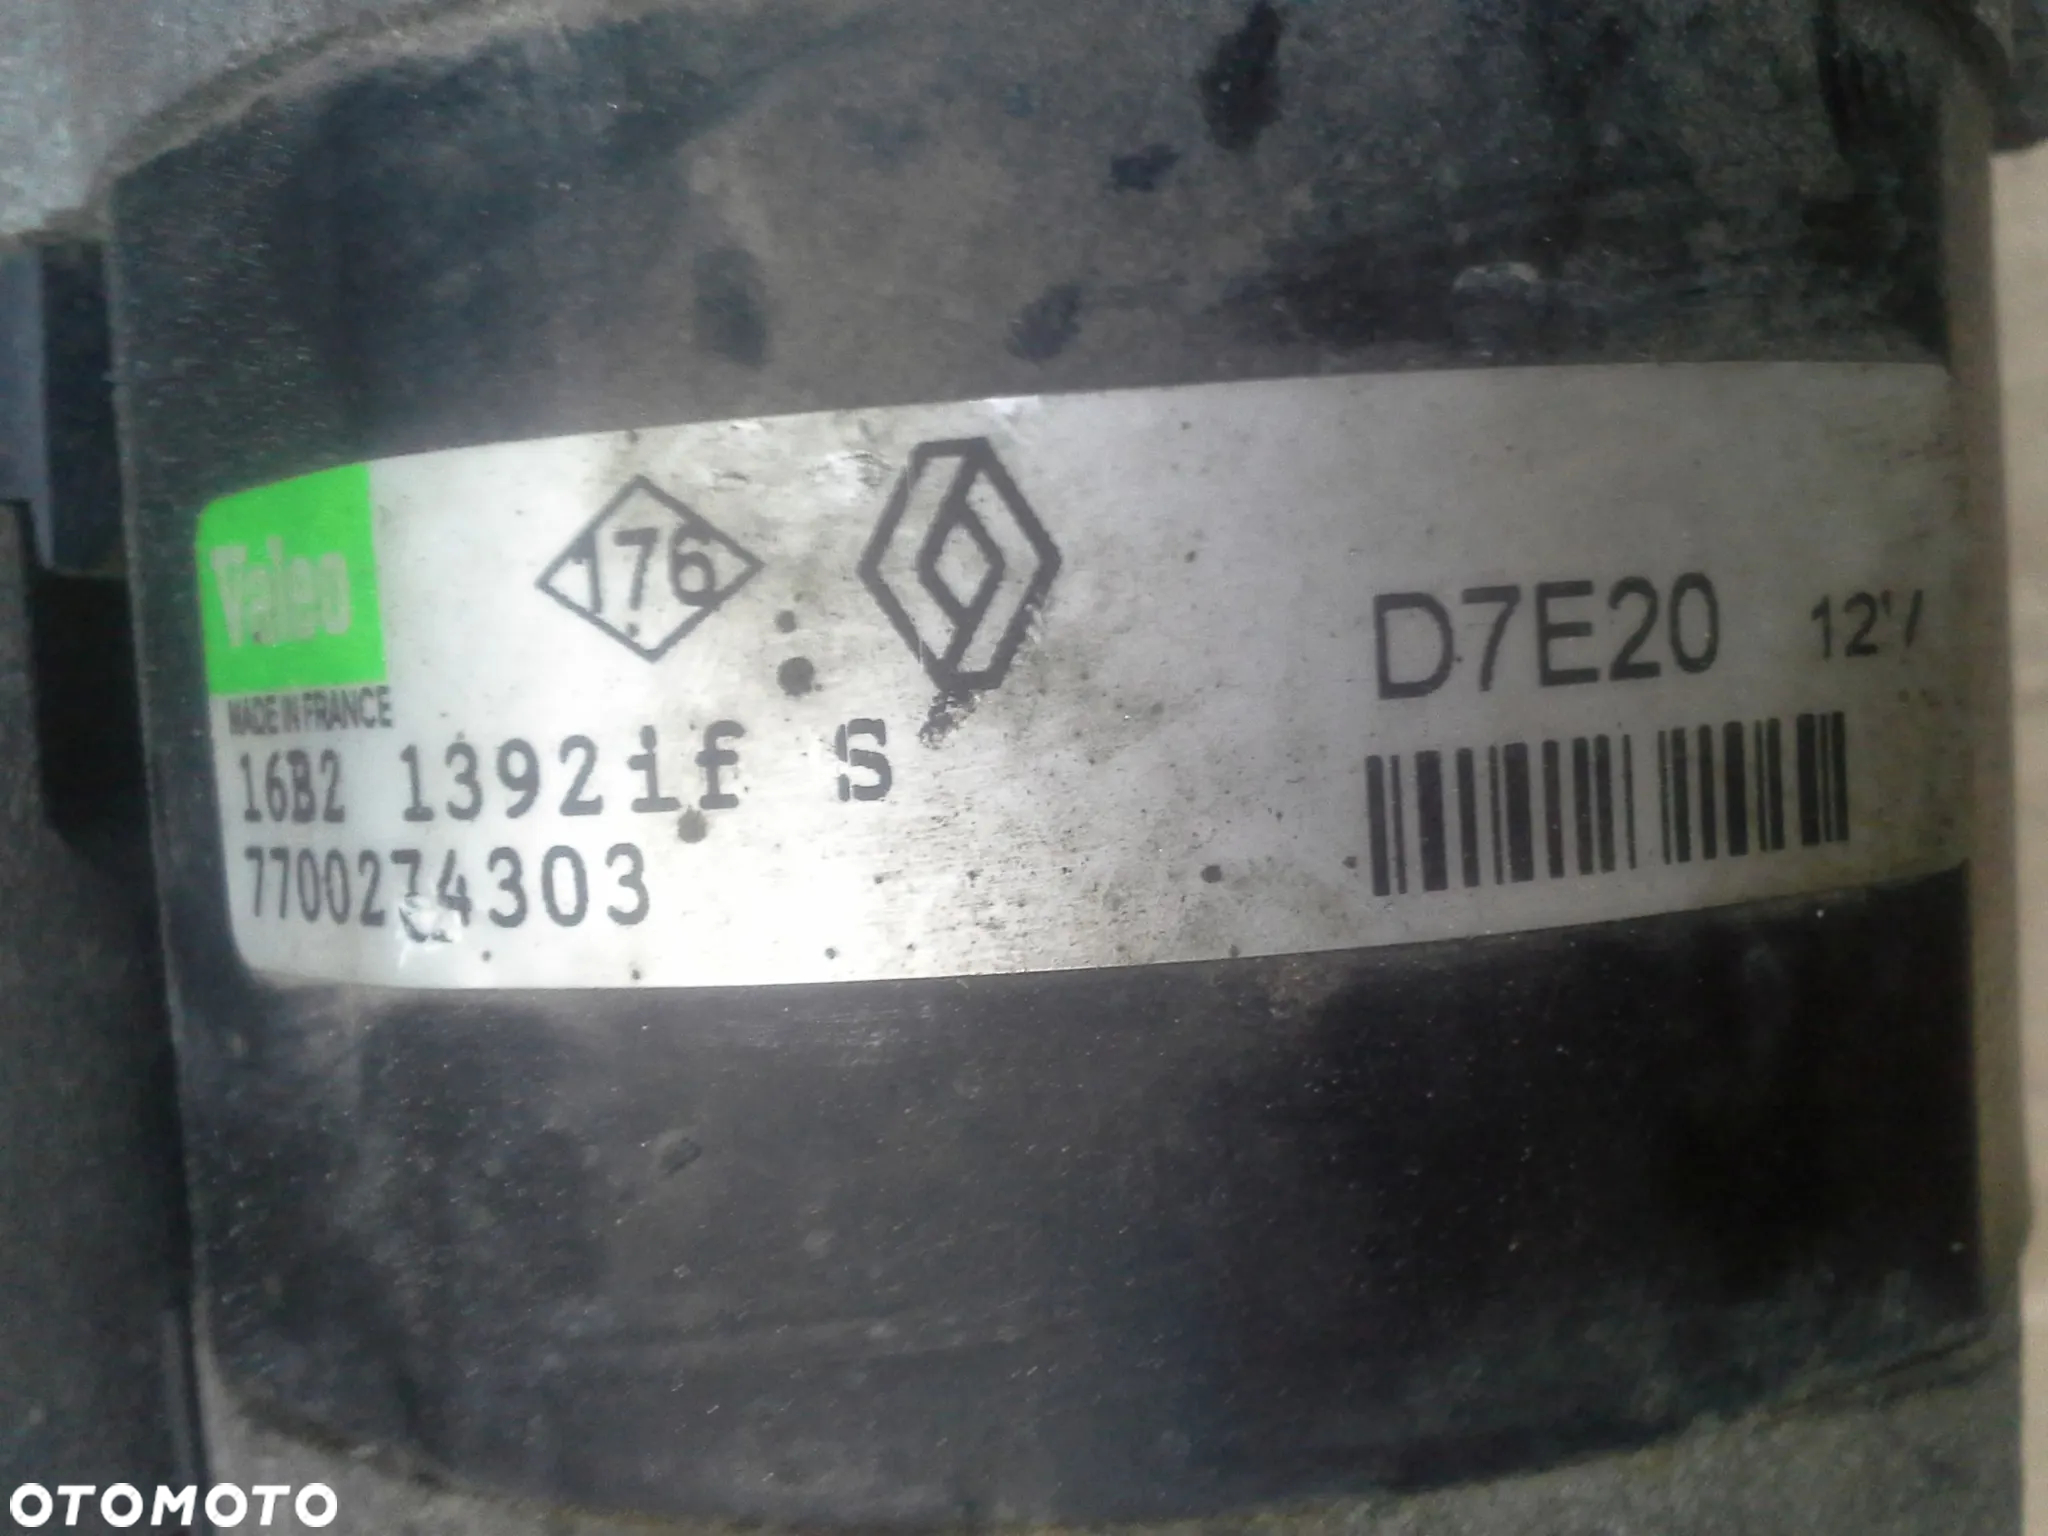 Valeo
176
D7E20 12V
MADE IN FRANCE
16B2 1392if S
7700274303
OTOMOTO